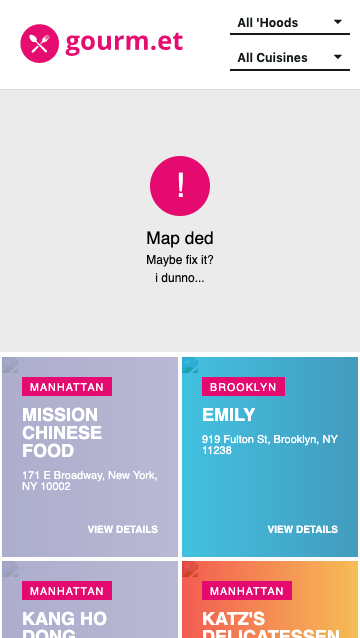 gourm.et
All 'Hoods
All Cuisines
!
Map ded
Maybe fix it?
i dunno...
MANHATTAN
MISSION
CHINESE
FOOD
171 E Broadway, New York,
NY 10002
VIEW DETAILS
BROOKLYN
EMILY
919 Fulton St, Brooklyn, NY
11238
VIEW DETAILS
MANHATTAN
KANG HO
DONG
MANHATTAN
KATZ'S
DELICATESSEN